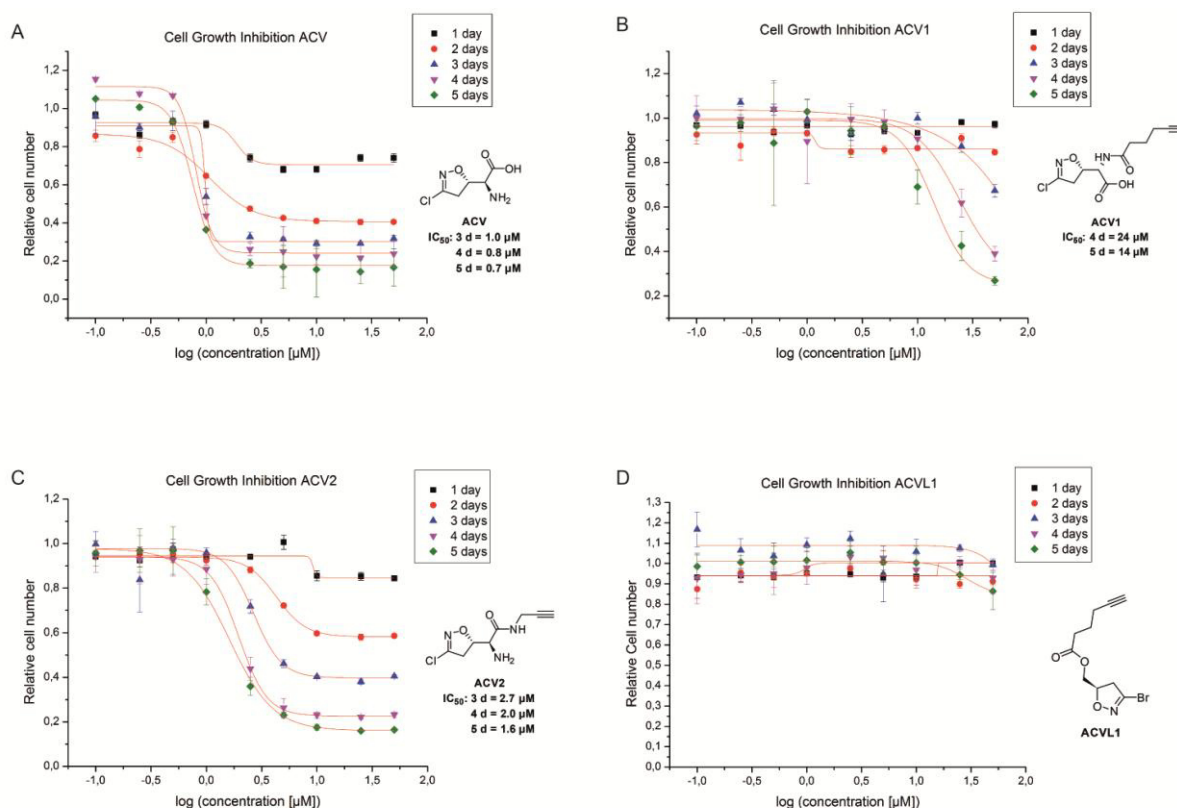 A
Cell Growth Inhibition ACV
1 day
2 days
3 days
4 days
5 days
1,2
1,0
0,8
0,6
0,4
0,2
0,0
Relative cell number
-1,0 -0,5 0,0 0,5 1,0 1,5 2,0
log (concentration [µM])
N
O
O
OH
Cl
NH2
ACV
IC50: 3 d = 1.0 µM
4 d = 0.8 µM
5 d = 0.7 µM
B
Cell Growth Inhibition ACV1
1 day
2 days
3 days
4 days
5 days
1,2
1,0
0,8
0,6
0,4
0,2
Relative cell number
-1,0 -0,5 0,0 0,5 1,0 1,5 2,0
log (concentration [µM])
N
O
H
N
O
Cl
O
OH
ACV1
IC50: 4 d = 24 µM
5 d = 14 µM
C
Cell Growth Inhibition ACV2
1 day
2 days
3 days
4 days
5 days
1,2
1,0
0,8
0,6
0,4
0,2
0,0
Relative cell number
-1,0 -0,5 0,0 0,5 1,0 1,5 2,0
log (concentration [µM])
N
O
O
N
H
Cl
NH2
ACV2
IC50: 3 d = 2.7 µM
4 d = 2.0 µM
5 d = 1.6 µM
D
Cell Growth Inhibition ACVL1
1 day
2 days
3 days
4 days
5 days
1,3
1,2
1,1
1,0
0,9
0,8
0,7
0,6
0,5
0,4
0,3
0,2
0,1
0,0
Relative Cell number
-1,0 -0,5 0,0 0,5 1,0 1,5 2,0
log (concentration [µM])
O
O
Br
O
N
ACVL1